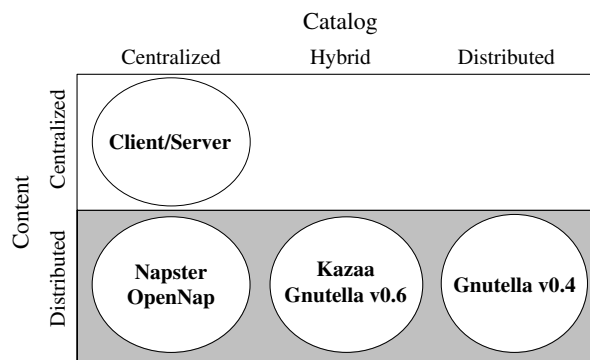 Catalog
Centralized Hybrid Distributed
Content
Centralized
Client/Server
Distributed
Napster
OpenNap
Kazaa
Gnutella v0.6
Gnutella v0.4